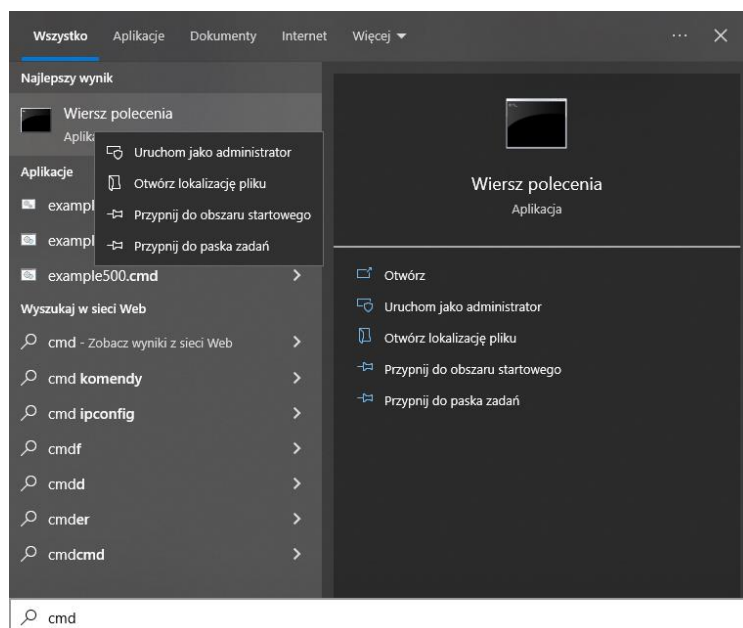 Wszystko Aplikacje Dokumenty Internet Więcej
Najlepszy wynik
Wiersz polecenia
Aplika
Uruchom jako administrator
Otwórz lokalizację pliku
Przypnij do obszaru startowego
Przypnij do paska zadań
Aplikacje
exampl
exampl
example500.cmd
Wyszukaj w sieci Web
cmd - Zobacz wyniki z sieci Web
cmd komendy
cmd ipconfig
cmdf
cmdd
cmder
cmdcmd
Wiersz polecenia
Aplikacja
Otwórz
Uruchom jako administrator
Otwórz lokalizację pliku
Przypnij do obszaru startowego
Przypnij do paska zadań
cmd